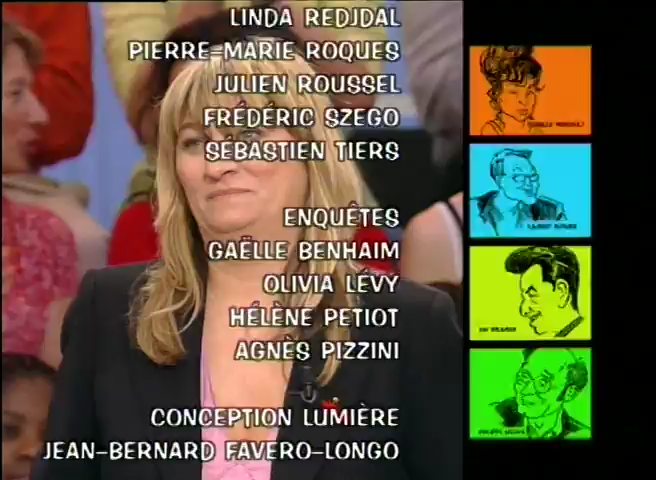 LINDA REDJDAL
PIERRE-MARIE ROQUES
JULIEN ROUSSEL
FRÉDÉRIC SZEGO
SÉBASTIEN TIERS
ENQUÊTES
GAËLLE BENHAIM
OLIVIA LÉVY
HÉLÈNE PETIOT
AGNÈS PIZZINI
CONCEPTION LUMIÈRE
JEAN-BERNARD FAVERO-LONGO